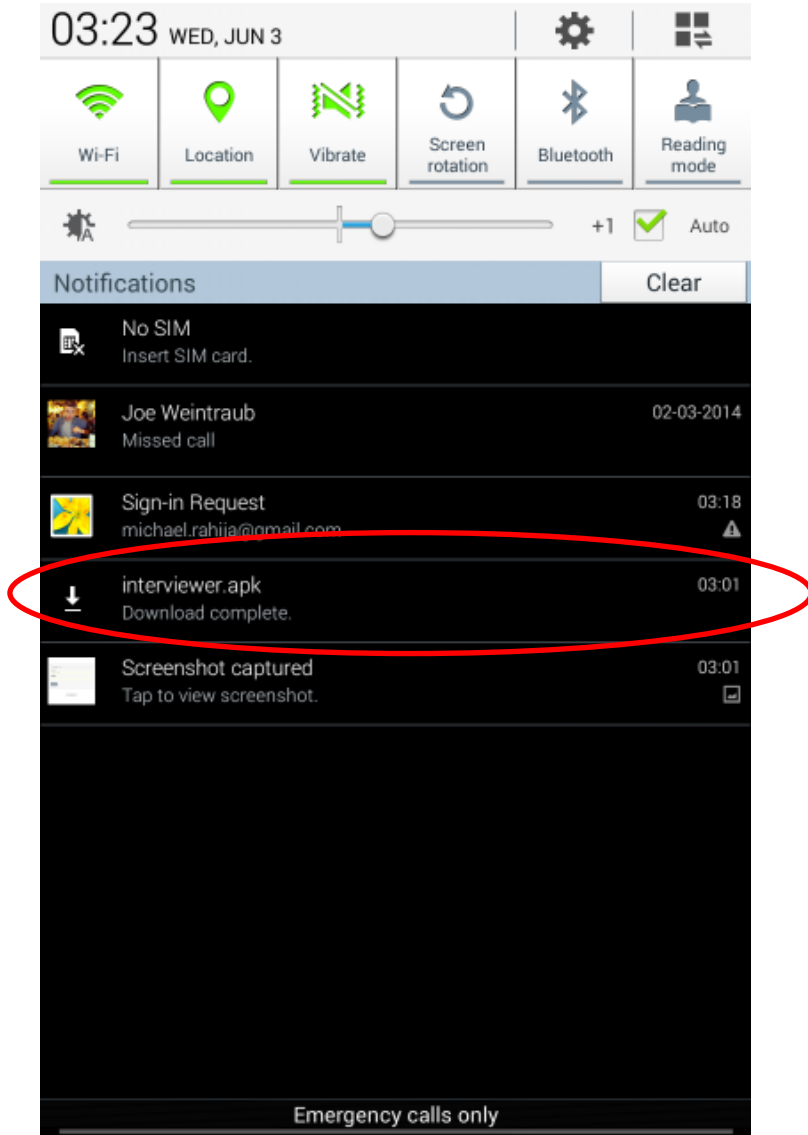 03:23 WED, JUN 3
Wi-Fi
Location
Vibrate
Screen
rotation
Bluetooth
Reading
mode
A
+1
Auto
Notifications
Clear
No SIM
Insert SIM card.
Joe Weintraub
02-03-2014
Missed call
Sign-in Request
03:18
michael.rahija@gmail.com
interviewer.apk
03:01
Download complete.
Screenshot captured
03:01
Tap to view screenshot.
Emergency calls only